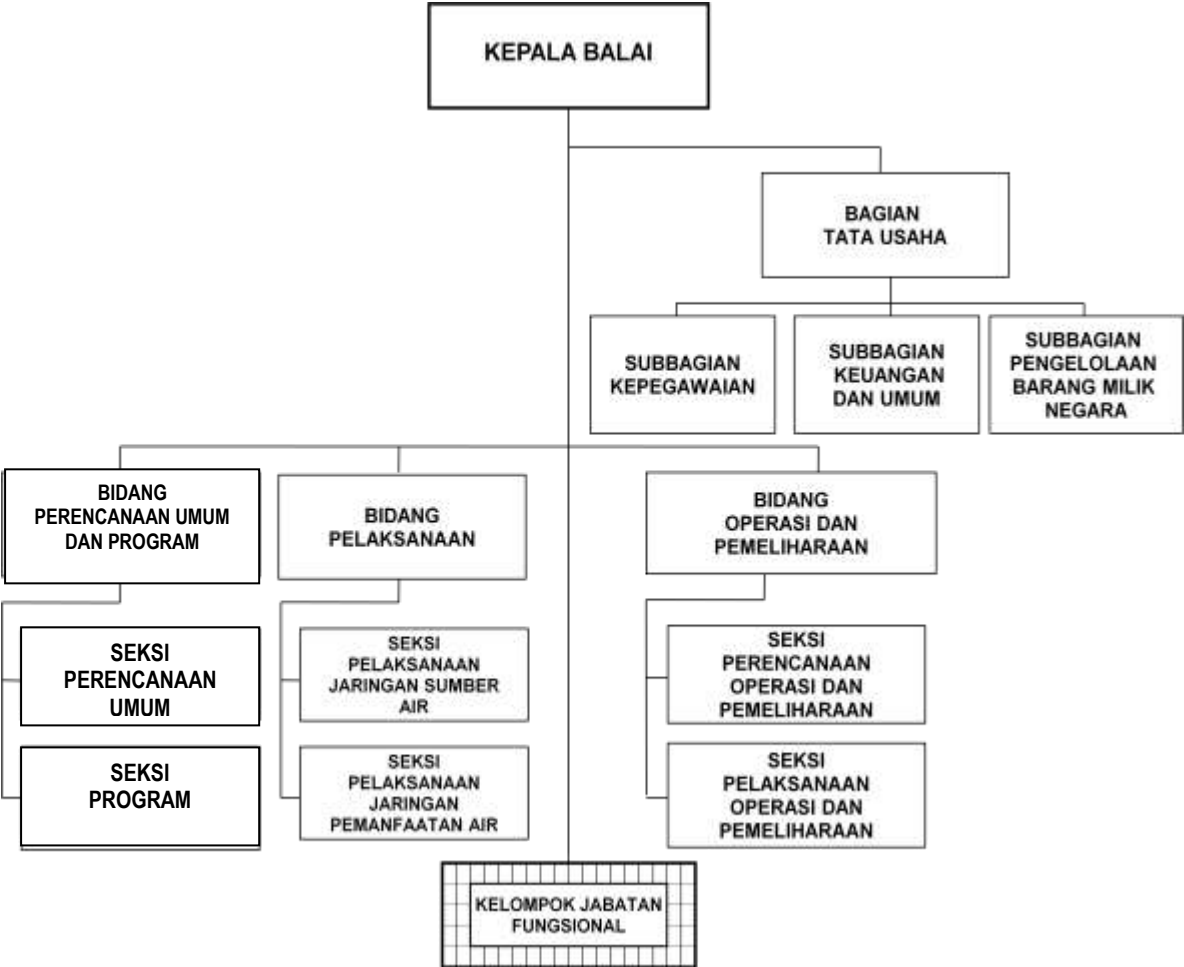 KEPALA BALAI
BAGIAN
TATA USAHA
SUBBAGIAN
KEPEGAWAIAN
SUBBAGIAN
KEUANGAN
DAN UMUM
SUBBAGIAN
PENGELOLAAN
BARANG MILIK
NEGARA
BIDANG
PERENCANAAN UMUM
DAN PROGRAM
BIDANG
PELAKSANAAN
BIDANG
OPERASI DAN
PEMELIHARAAN
SEKSI
PERENCANAAN
UMUM
SEKSI
PELAKSANAAN
JARINGAN SUMBER
AIR
SEKSI
PERENCANAAN
OPERASI DAN
PEMELIHARAAN
SEKSI
PROGRAM
SEKSI
PELAKSANAAN
JARINGAN
PEMANFAATAN AIR
SEKSI
PELAKSANAAN
OPERASI DAN
PEMELIHARAAN
KELOMPOK JABATAN
FUNGSIONAL